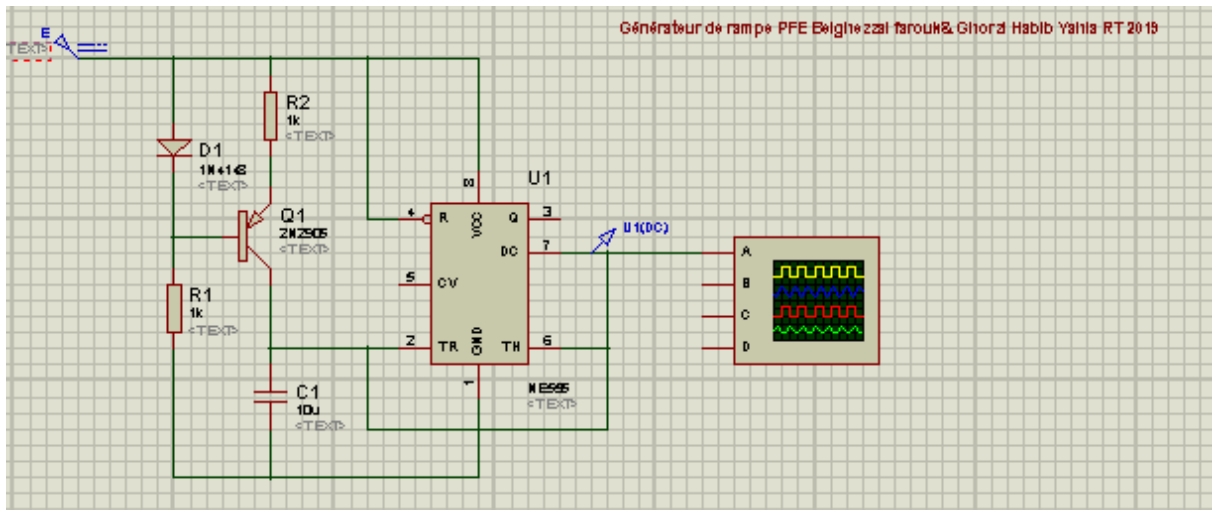 Générateur de rampe PFE Belghezzal farouk& Ghorzi Habib Yahia RT 2019
E
TEXT>
R2
1k
<TEXT>
D1
1N4148
<TEXT>
8
U1
Q1
2N2905
<TEXT>
4
R
VCC
Q
3
U1(DC)
DC
7
A
5
CV
B
R1
1k
<TEXT>
C
2
TR
GND
TH
6
D
1
NE555
<TEXT>
C1
10u
<TEXT>